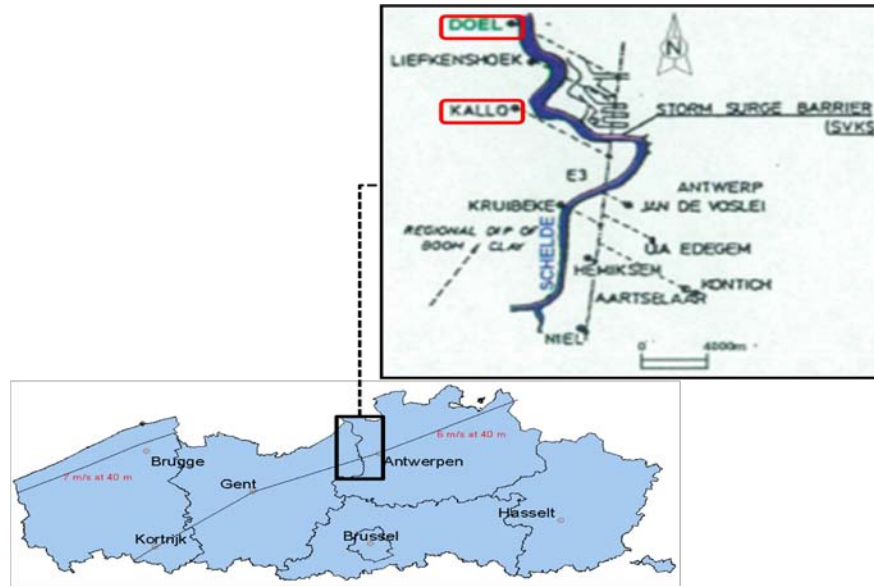 DOEL
N
LIEFKENSHOEK
KALLO
STORM SURGE BARRIER
(SVKS
E3
ANTWERP
KRUIBEKE
JAN DE VOSLEI
REGIONAL DIP OF
BOOM CLAY
SCHELDE
UIA EDEGEM
HEMIKSEM
KONTICH
AARTSELAAR
NIEL
0 4000m
6 m/s at 40 m
Brugge
7 m/s at 40 m
Antwerpen
Gent
Hasselt
Kortrijk
Brussel